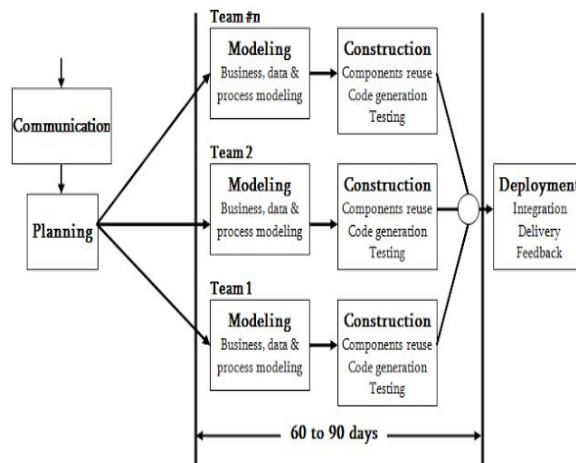 Team #n
Modeling
Business, data &
process modeling
Construction
Components reuse
Code generation
Testing
Communication
Planning
Team 2
Modeling
Business, data &
process modeling
Construction
Components reuse
Code generation
Testing
Deployment
Integration
Delivery
Feedback
Team 1
Modeling
Business, data &
process modeling
Construction
Components reuse
Code generation
Testing
60 to 90 days